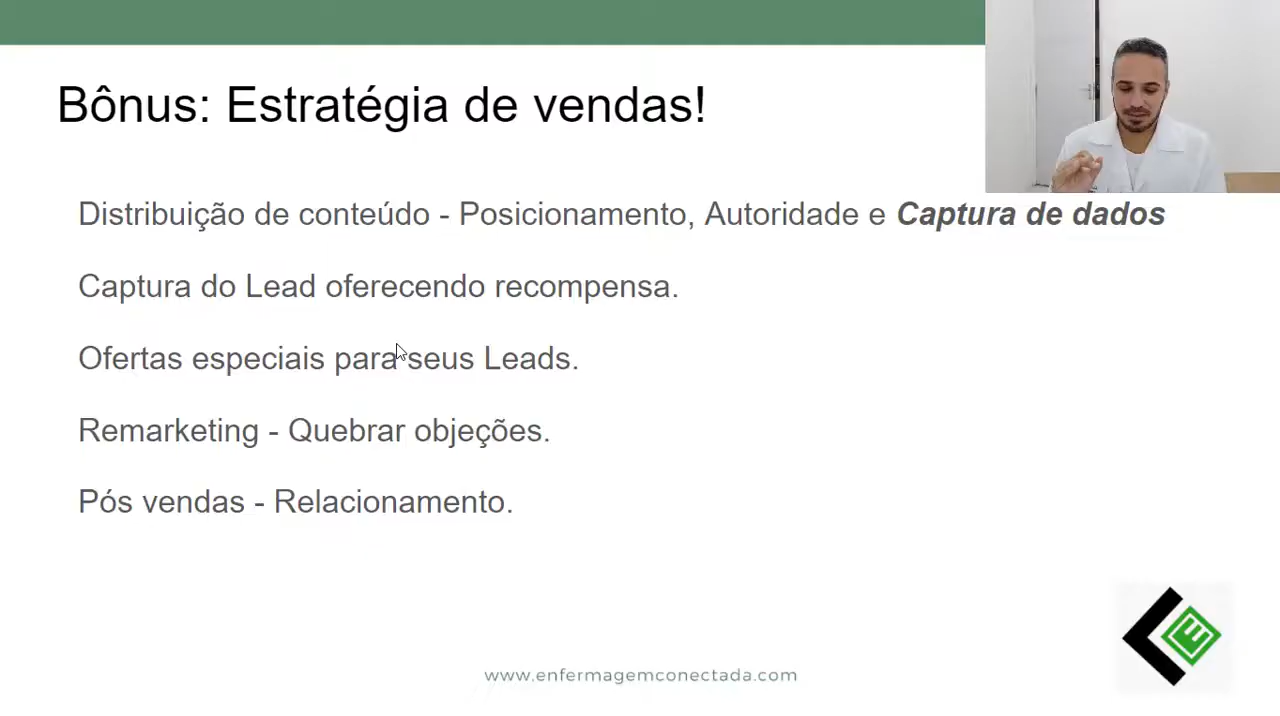 Bônus: Estratégia de vendas!
Distribuição de conteúdo - Posicionamento, Autoridade e Captura de dados
Captura do Lead oferecendo recompensa.
Ofertas especiais para seus Leads.
Remarketing - Quebrar objeções.
Pós vendas - Relacionamento.
www.enfermagemconectada.com